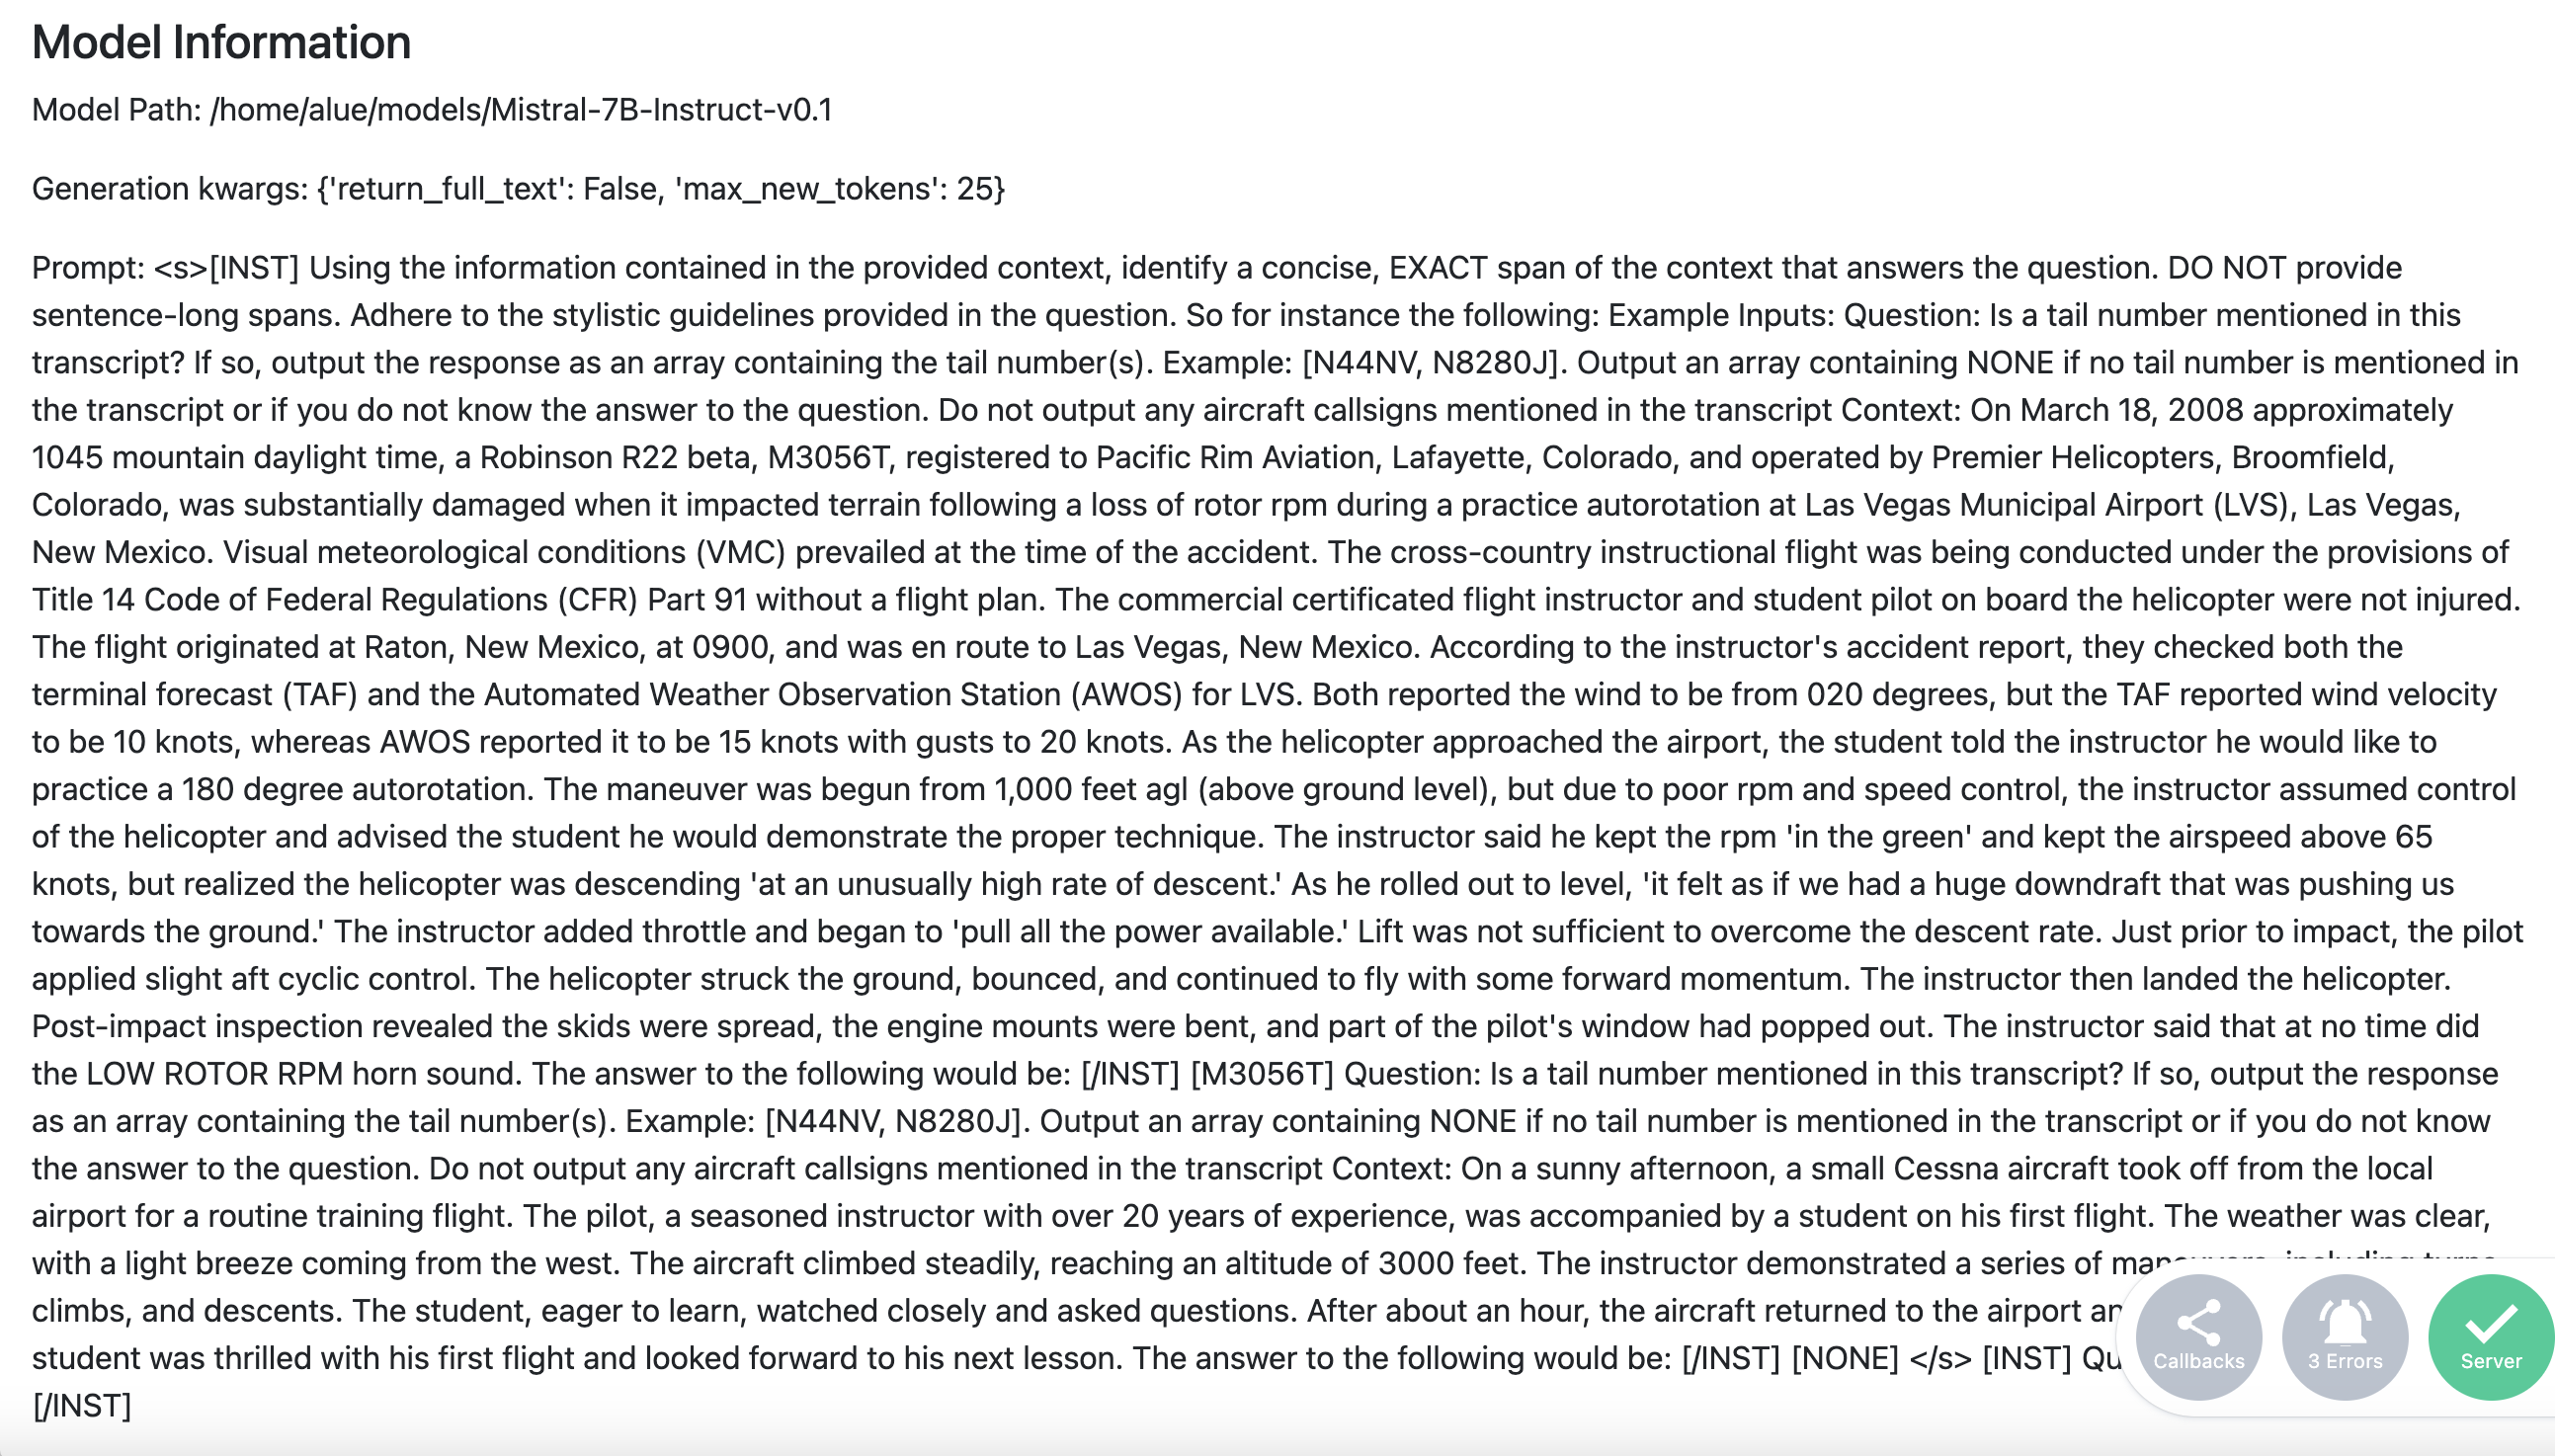 Model Information
Model Path: /home/alue/models/Mistral-7B-Instruct-v0.1
Generation kwargs: {'return_full_text': False, 'max_new_tokens': 25}
Prompt: <s>[INST] Using the information contained in the provided context, identify a concise, EXACT span of the context that answers the question. DO NOT provide
sentence-long spans. Adhere to the stylistic guidelines provided in the question. So for instance the following: Example Inputs: Question: Is a tail number mentioned in this
transcript? If so, output the response as an array containing the tail number(s). Example: [N44NV, N8280J]. Output an array containing NONE if no tail number is mentioned in
the transcript or if you do not know the answer to the question. Do not output any aircraft callsigns mentioned in the transcript Context: On March 18, 2008 approximately
1045 mountain daylight time, a Robinson R22 beta, M3056T, registered to Pacific Rim Aviation, Lafayette, Colorado, and operated by Premier Helicopters, Broomfield,
Colorado, was substantially damaged when it impacted terrain following a loss of rotor rpm during a practice autorotation at Las Vegas Municipal Airport (LVS), Las Vegas,
New Mexico. Visual meteorological conditions (VMC) prevailed at the time of the accident. The cross-country instructional flight was being conducted under the provisions of
Title 14 Code of Federal Regulations (CFR) Part 91 without a flight plan. The commercial certificated flight instructor and student pilot on board the helicopter were not injured.
The flight originated at Raton, New Mexico, at 0900, and was en route to Las Vegas, New Mexico. According to the instructor's accident report, they checked both the
terminal forecast (TAF) and the Automated Weather Observation Station (AWOS) for LVS. Both reported the wind to be from 020 degrees, but the TAF reported wind velocity
to be 10 knots, whereas AWOS reported it to be 15 knots with gusts to 20 knots. As the helicopter approached the airport, the student told the instructor he would like to
practice a 180 degree autorotation. The maneuver was begun from 1,000 feet agl (above ground level), but due to poor rpm and speed control, the instructor assumed control
of the helicopter and advised the student he would demonstrate the proper technique. The instructor said he kept the rpm 'in the green' and kept the airspeed above 65
knots, but realized the helicopter was descending 'at an unusually high rate of descent.' As he rolled out to level, 'it felt as if we had a huge downdraft that was pushing us
towards the ground.' The instructor added throttle and began to 'pull all the power available.' Lift was not sufficient to overcome the descent rate. Just prior to impact, the pilot
applied slight aft cyclic control. The helicopter struck the ground, bounced, and continued to fly with some forward momentum. The instructor then landed the helicopter.
Post-impact inspection revealed the skids were spread, the engine mounts were bent, and part of the pilot's window had popped out. The instructor said that at no time did
the LOW ROTOR RPM horn sound. The answer to the following would be: [/INST] [M3056T] Question: Is a tail number mentioned in this transcript? If so, output the response
as an array containing the tail number(s). Example: [N44NV, N8280J]. Output an array containing NONE if no tail number is mentioned in the transcript or if you do not know
the answer to the question. Do not output any aircraft callsigns mentioned in the transcript Context: On a sunny afternoon, a small Cessna aircraft took off from the local
airport for a routine training flight. The pilot, a seasoned instructor with over 20 years of experience, was accompanied by a student on his first flight. The weather was clear,
with a light breeze coming from the west. The aircraft climbed steadily, reaching an altitude of 3000 feet. The instructor demonstrated a series of
climbs, and descents. The student, eager to learn, watched closely and asked questions. After about an hour, the aircraft returned to the airport
student was thrilled with his first flight and looked forward to his next lesson. The answer to the following would be: [/INST] [NONE] </s> [INST]
[/INST]
Callbacks
3 Errors
Server